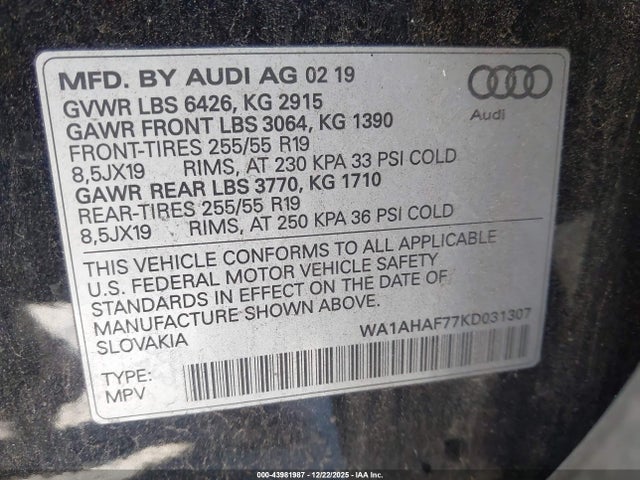 MFD. BY AUDI AG 02 19
GVWR LBS 6426, KG 2915
GAWR FRONT LBS 3064, KG 1390
FRONT-TIRES 255/55 R19
8,5JX19 RIMS, AT 230 KPA 33 PSI COLD
GAWR REAR LBS 3770, KG 1710
REAR-TIRES 255/55 R19
8,5JX19 RIMS, AT 250 KPA 36 PSI COLD
Audi
THIS VEHICLE CONFORMS TO ALL APPLICABLE
U.S. FEDERAL MOTOR VEHICLE SAFETY
STANDARDS IN EFFECT ON THE DATE OF
MANUFACTURE SHOWN ABOVE.
SLOVAKIA
WA1AHAF77KD031307
TYPE:
MPV
000-43981987 - 12/22/2025 - IAA Inc.